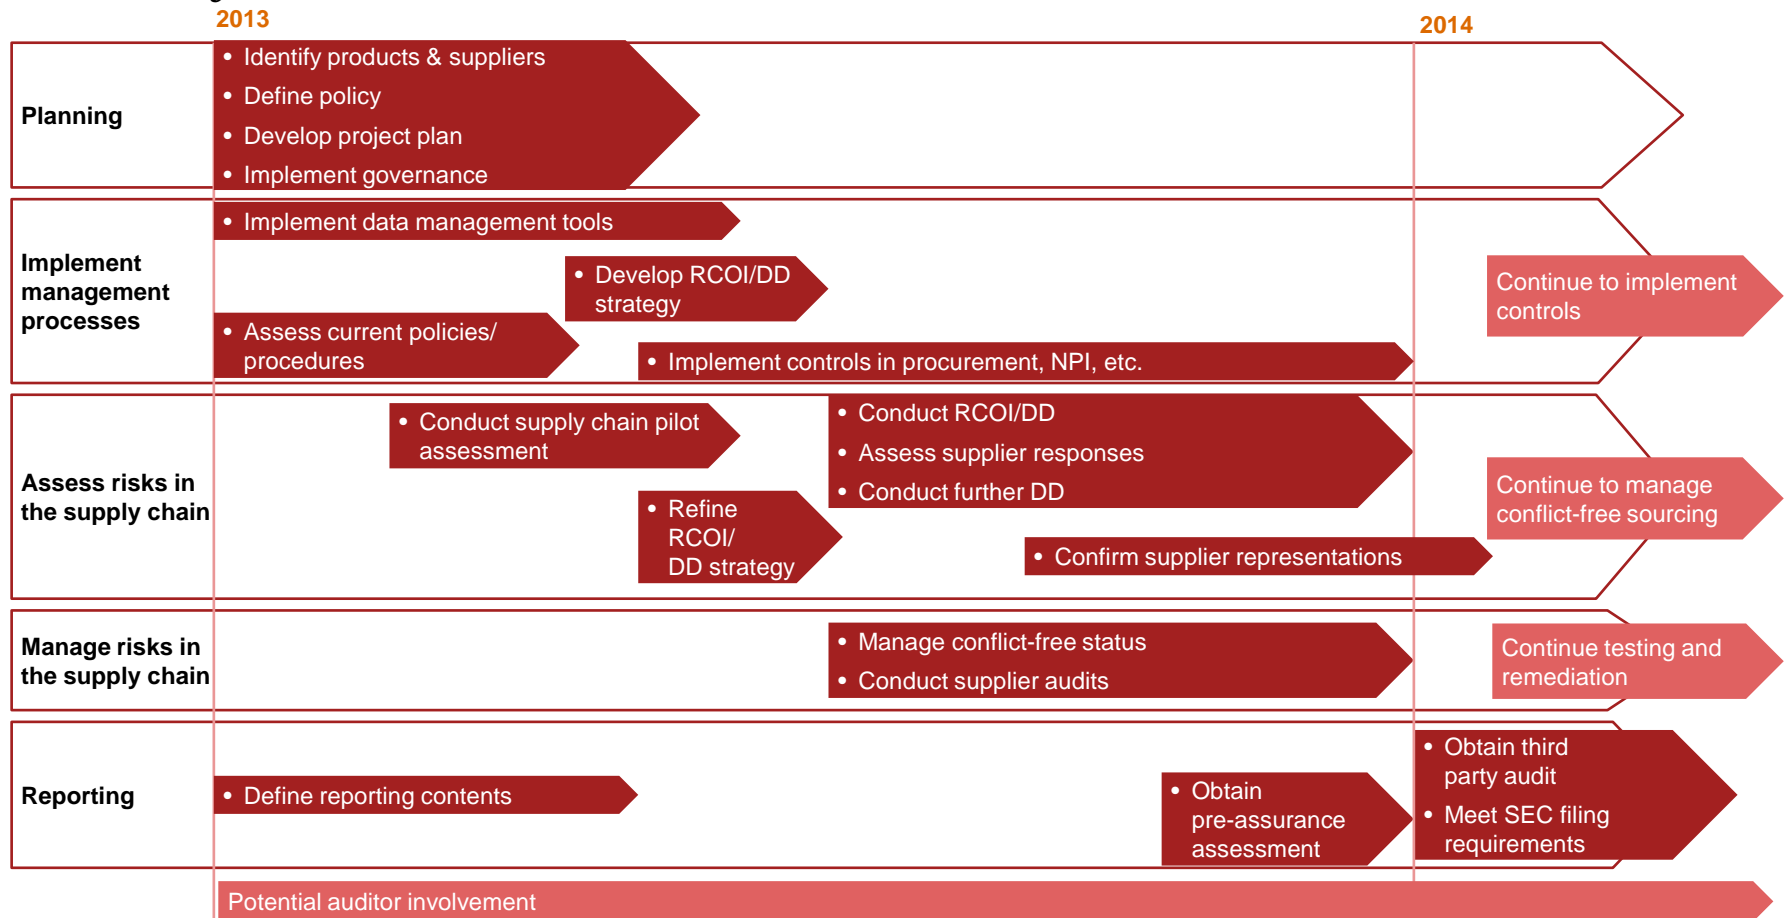 2013
2014
Planning
• Identify products & suppliers
• Define policy
• Develop project plan
• Implement governance
Implement
management
processes
• Implement data management tools
• Develop RCOI/DD
strategy
• Assess current policies/
procedures
• Implement controls in procurement, NPI, etc.
Continue to implement
controls
Assess risks in
the supply chain
• Conduct supply chain pilot
assessment
• Refine
RCOI/
DD strategy
• Conduct RCOI/DD
• Assess supplier responses
• Conduct further DD
• Confirm supplier representations
Continue to manage
conflict-free sourcing
Manage risks in
the supply chain
• Manage conflict-free status
• Conduct supplier audits
Continue testing and
remediation
Reporting
• Define reporting contents
• Obtain
pre-assurance
assessment
• Obtain third
party audit
• Meet SEC filing
requirements
Potential auditor involvement